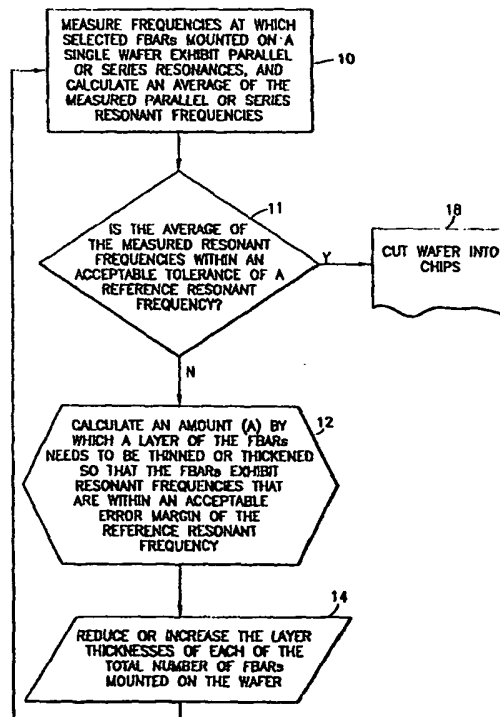 MEASURE FREQUENCIES AT WHICH
SELECTED FBARs MOUNTED ON A
SINGLE WAFER EXHIBIT PARALLEL
OR SERIES RESONANCES, AND
CALCULATE AN AVERAGE OF THE
MEASURED PARALLEL OR SERIES
RESONANT FREQUENCIES
10
11
IS THE AVERAGE OF
THE MEASURED RESONANT
FREQUENCIES WITHIN AN
ACCEPTABLE TOLERANCE OF A
REFERENCE RESONANT
FREQUENCY?
Y
18
CUT WAFER INTO
CHIPS
N
CALCULATE AN AMOUNT (A) BY
WHICH A LAYER OF THE FBARs
NEEDS TO BE THINNED OR THICKENED
SO THAT THE FBARs EXHIBIT
RESONANT FREQUENCIES THAT
ARE WITHIN AN ACCEPTABLE
ERROR MARGIN OF THE
REFERENCE RESONANT
FREQUENCY
12
14
REDUCE OR INCREASE THE LAYER
THICKNESSES OF EACH OF THE
TOTAL NUMBER OF FBARs
MOUNTED ON THE WAFER